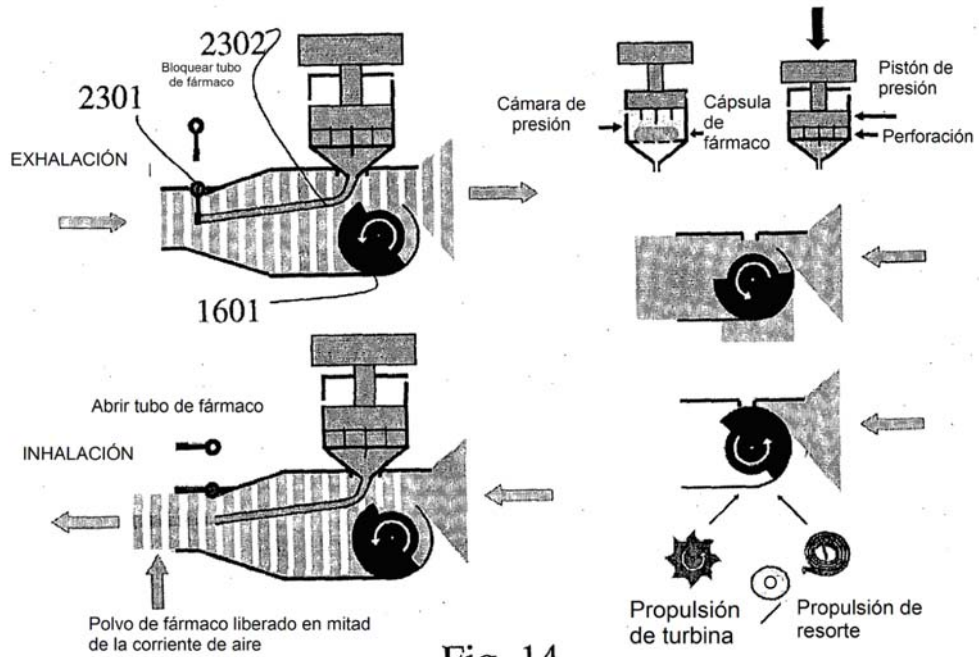 2302
Bloquear tubo
de fármaco
2301
EXHALACIÓN
1601
Cámara de
presión
Cápsula
de
fármaco
Pistón de
presión
Perforación
Abrir tubo de fármaco
INHALACIÓN
Polvo de fármaco liberado en mitad
de la corriente de aire
Propulsión
de turbina
Propulsión de
resorte
Fig. 14